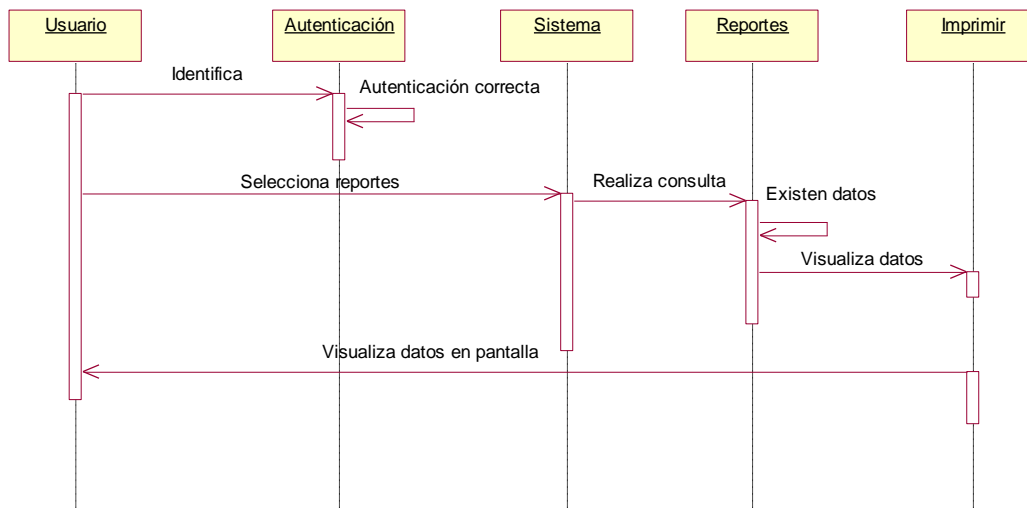 Usuario
Autenticación
Sistema
Reportes
Imprimir
Identifica
Autenticación correcta
Selecciona reportes
Realiza consulta
Existen datos
Visualiza datos
Visualiza datos en pantalla